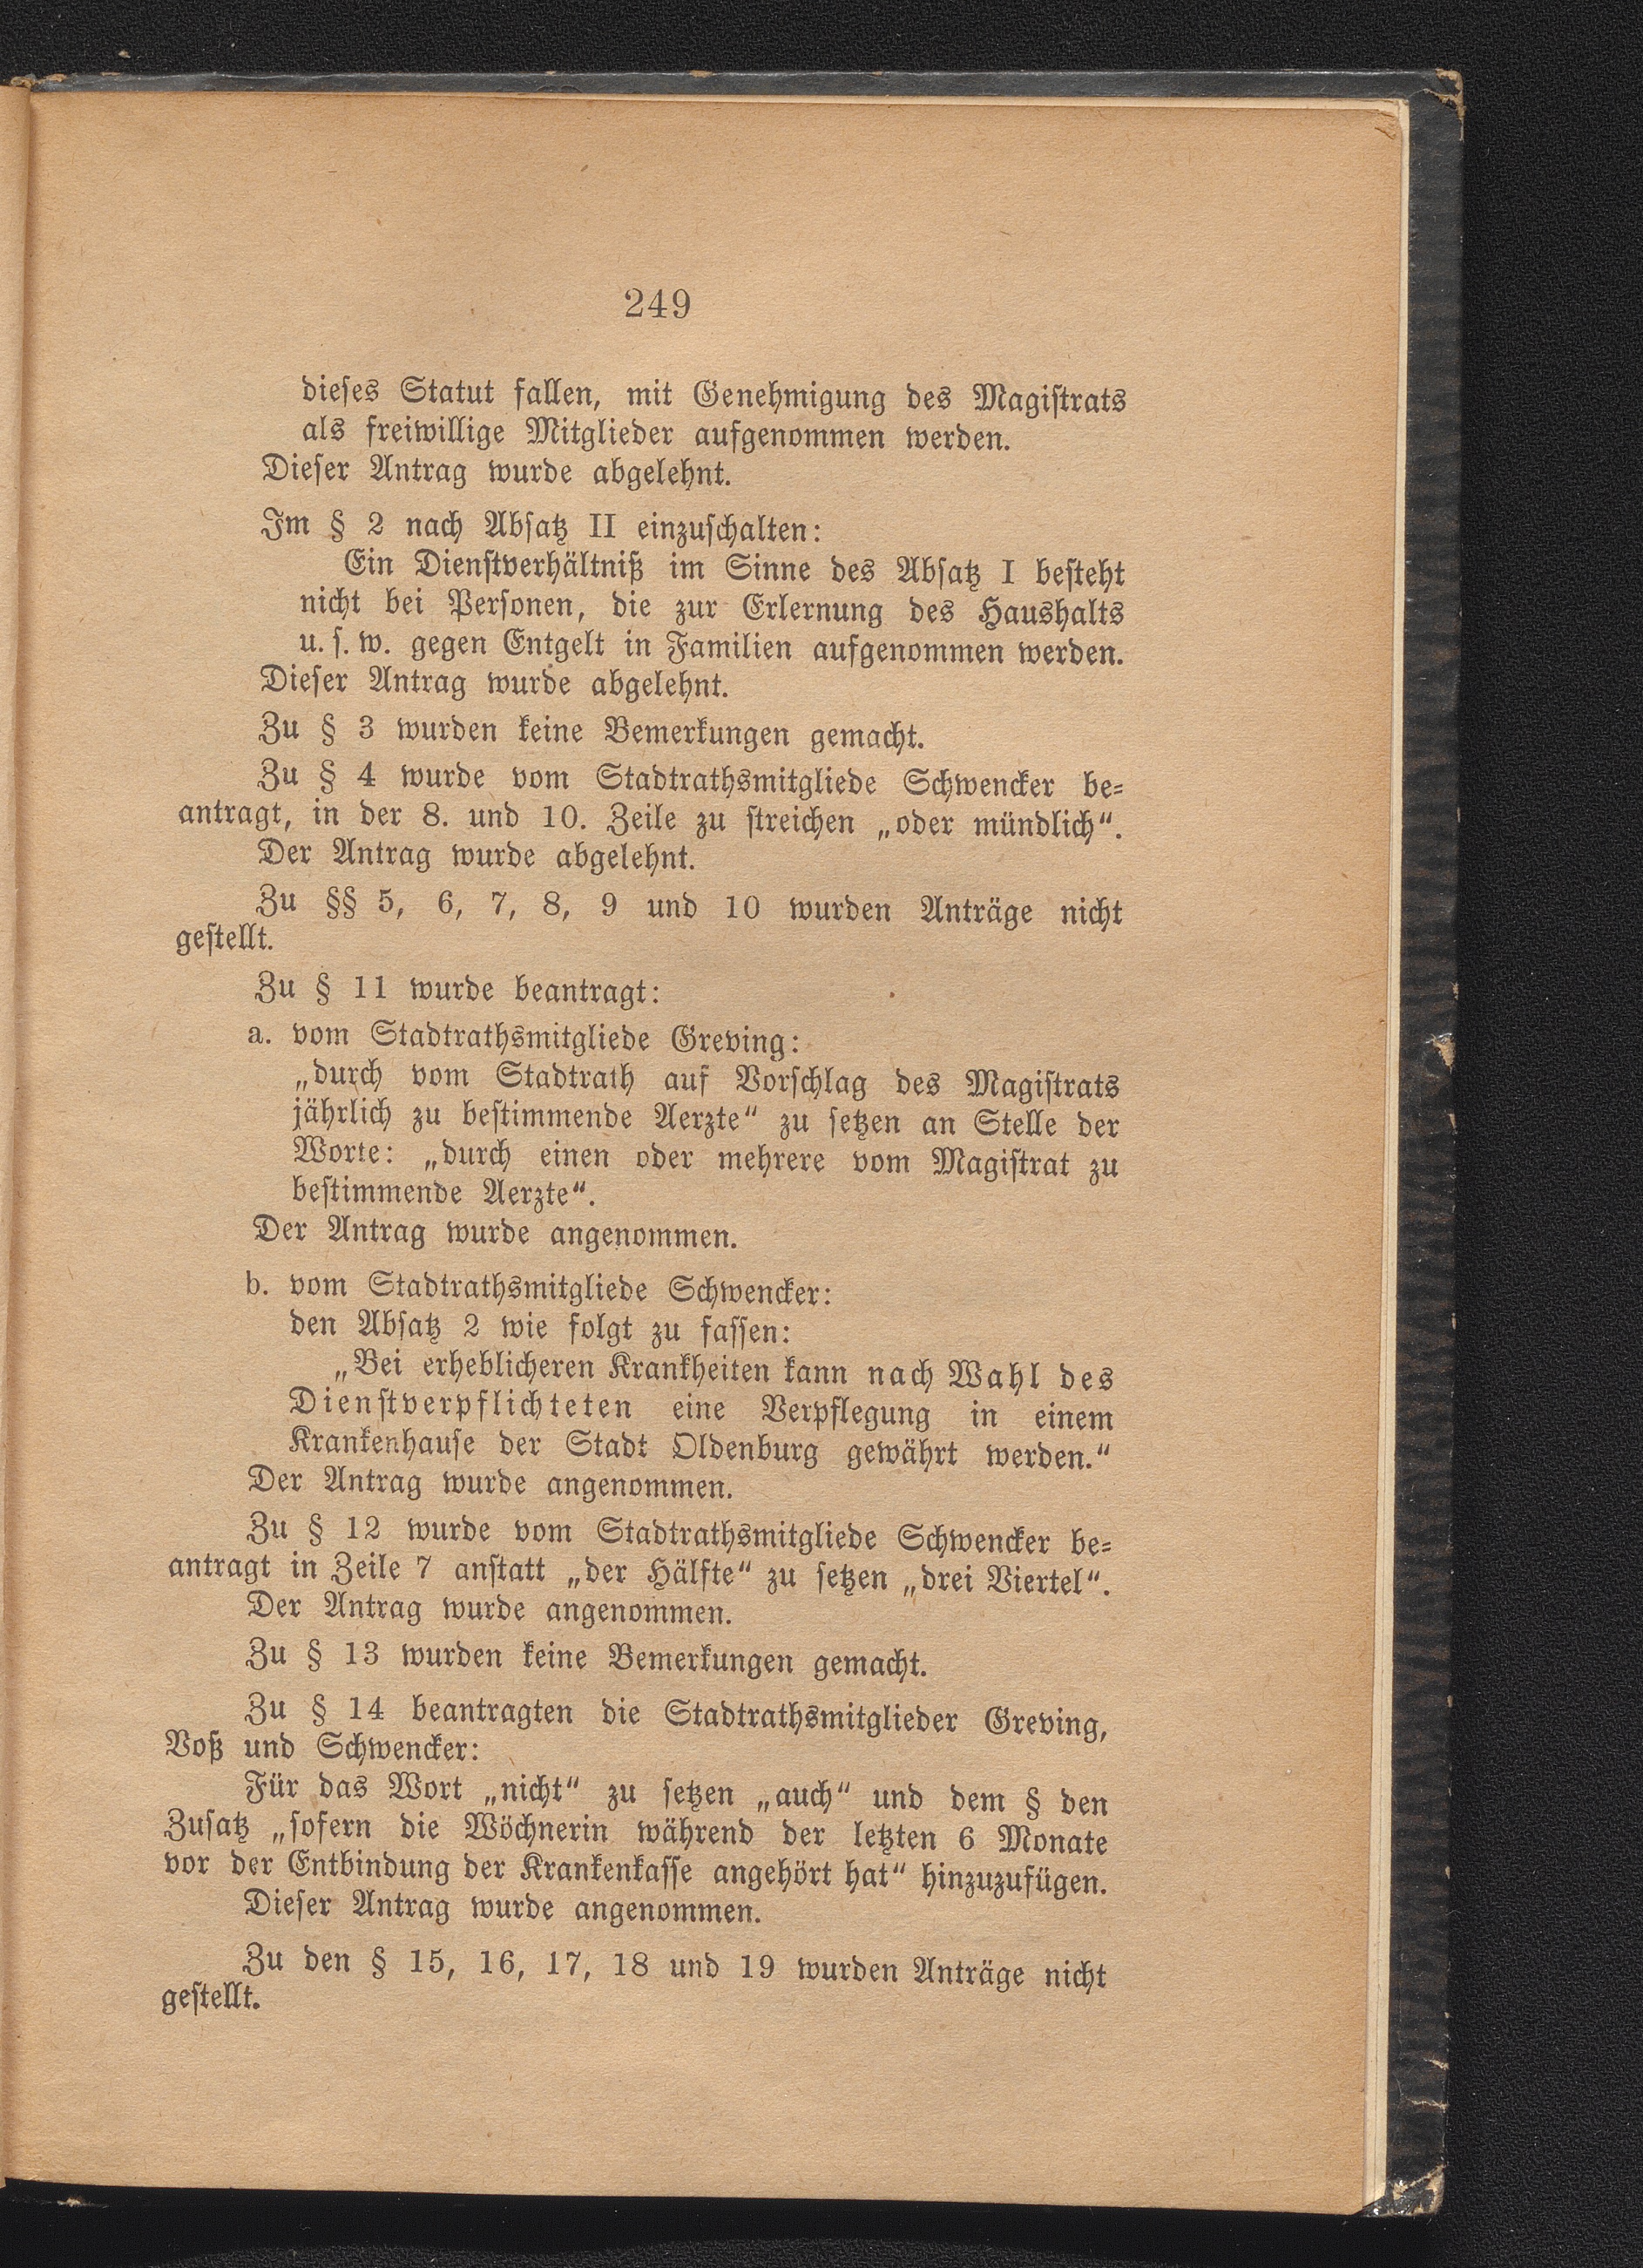 249
dieses Statut fallen, mit Genehmigung des Magistrats
als freiwillige Mitglieder aufgenommen werden.
Dieser Antrag wurde abgelehnt.
Im § 2 nach Absatz II einzuschalten:
Ein Dienstverhältniß im Sinne des Absatz I besteht
nicht bei Personen, die zur Erlernung des Haushalts
u. s. w. gegen Entgelt in Familien aufgenommen werden.
Dieser Antrag wurde abgelehnt.
Zu § 3 wurden keine Bemerkungen gemacht.
Zu § 4 wurde vom Stadtrathsmitgliede Schwencker be-
antragt, in der 8. und 10. Zeile zu streichen „oder mündlich“.
Der Antrag wurde abgelehnt.
Zu §§ 5, 6, 7, 8, 9 und 10 wurden Anträge nicht
gestellt.
Zu § 11 wurde beantragt:
a. vom Stadtrathsmitgliede Greving:
„durch vom Stadtrath auf Vorschlag des Magistrats
jährlich zu bestimmende Aerzte“ zu setzen an Stelle der
Worte: „durch einen oder mehrere vom Magistrat zu
bestimmende Aerzte“.
Der Antrag wurde angenommen.
b. vom Stadtrathsmitgliede Schwencker:
den Absatz 2 wie folgt zu fassen:
„Bei erheblicheren Krankheiten kann nach Wahl des
Dienstverpflichteten eine Verpflegung in einem
Krankenhause der Stadt Oldenburg gewährt werden.“
Der Antrag wurde angenommen.
Zu § 12 wurde vom Stadtrathsmitgliede Schwencker be-
antragt in Zeile 7 anstatt „der Hälfte“ zu setzen „drei Viertel“.
Der Antrag wurde angenommen.
Zu § 13 wurden keine Bemerkungen gemacht.
Zu § 14 beantragten die Stadtrathsmitglieder Greving,
Voß und Schwencker:
Für das Wort „nicht“ zu setzen „auch“ und dem § den
Zusatz „sofern die Wöchnerin während der letzten 6 Monate
vor der Entbindung der Krankenkasse angehört hat“ hinzuzufügen.
Dieser Antrag wurde angenommen.
Zu den § 15, 16, 17, 18 und 19 wurden Anträge nicht
gestellt.